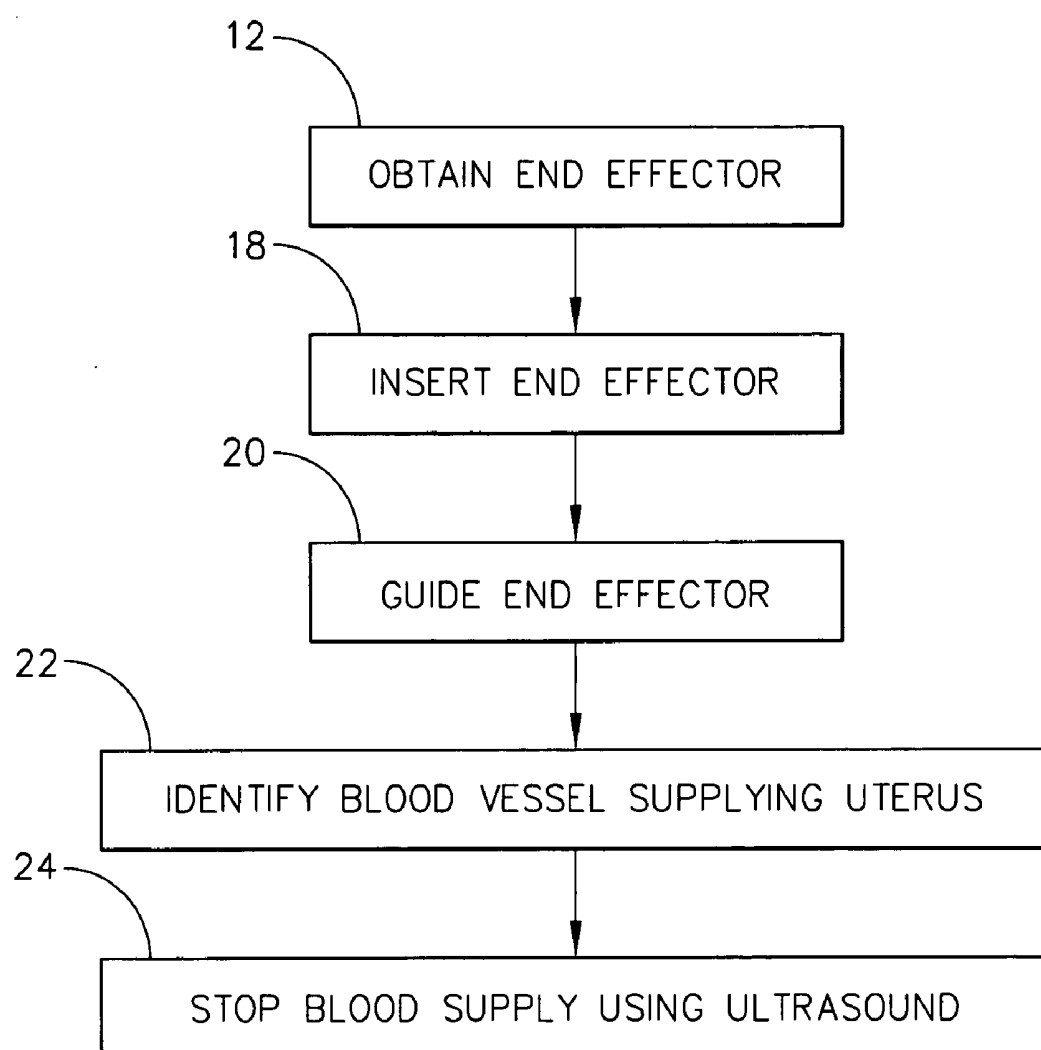 12
OBTAIN END EFFECTOR
18
INSERT END EFFECTOR
20
GUIDE END EFFECTOR
22
IDENTIFY BLOOD VESSEL SUPPLYING UTERUS
24
STOP BLOOD SUPPLY USING ULTRASOUND